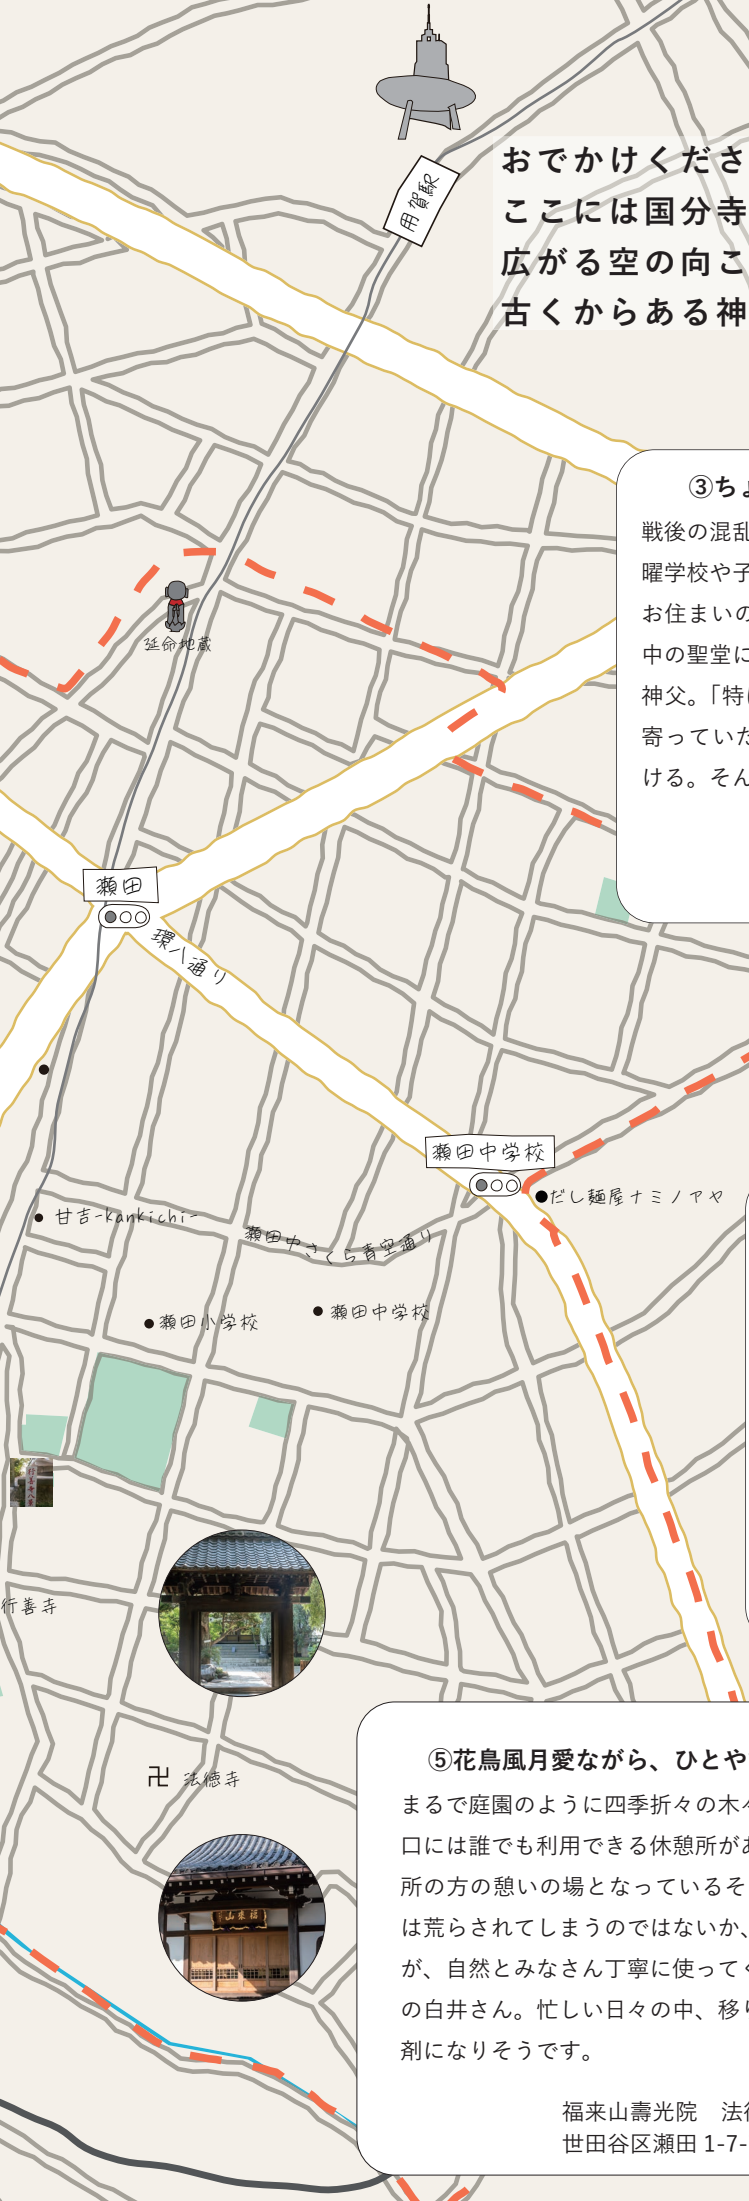 用賀駅
おでかけくださ
ここには国分寺
広がる空の向こ
古くからある神
③ちょ
戦後の混乱
曜学校や子
お住まいの
中の聖堂に
神父。「特に
寄っていた
ける。そん
延命地蔵
瀬田
環八通り
瀬田中学校
だし麺屋ナミノアヤ
甘吉-kankichi-
瀬田中さくら青空通り
瀬田小学校
瀬田中学校
行善寺
卍 法徳寺
福来山
⑤花鳥風月愛ながら、ひとや
まるで庭園のように四季折々の木々
口には誰でも利用できる休憩所があ
所の方の憩いの場となっているそ
は荒らされてしまうのではないか、
が、自然とみなさん丁寧に使ってく
の白井さん。忙しい日々の中、移り
剤になりそうです。
福来山壽光院 法徳
世田谷区瀬田 1-7-